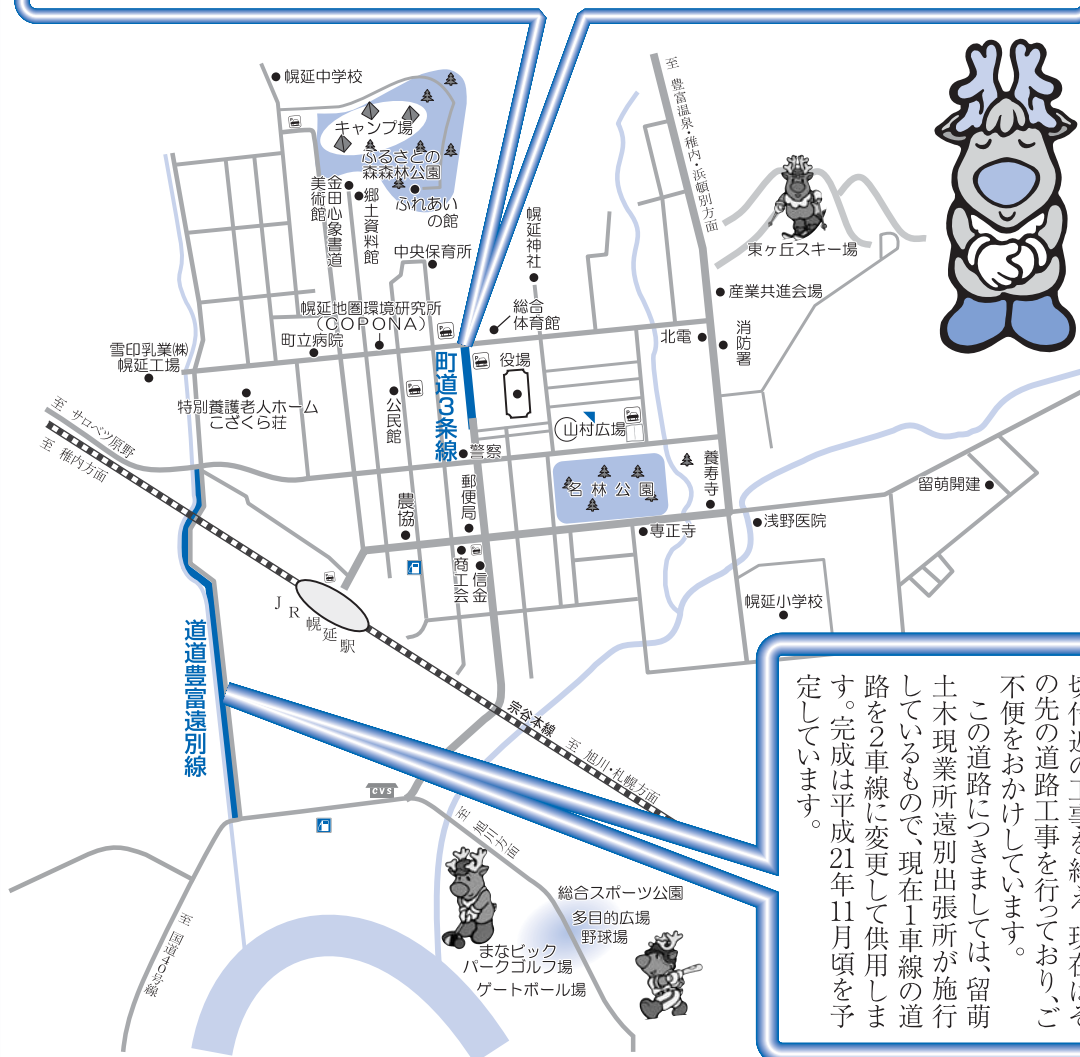 幌延中学校
キャンプ場
ふるさとの
森森林公園
ふれあい
の館
金田心象書道
美術館
郷土資料館
中央保育所
幌延神社
至 豊富温泉・稚内・浜頓別方面
東ヶ丘スキー場
産業共進会場
消防署
北電
総合
体育館
幌延地圏環境研究所
（COPONA）
町立病院
雪印乳業㈱
幌延工場
特別養護老人ホーム
こざくら荘
公民館
町道3条線
役場
山村広場
警察
郵便局
名林公園
養寿寺
留萌開建
浅野医院
専正寺
農協
商工会
信金
幌延小学校
至 サロベツ原野
至 稚内方面
JR幌延駅
道道豊富遠別線
宗谷本線
至 旭川・札幌方面
CVS
至 旭川方面
至 国道40号線
総合スポーツ公園
多目的広場
野球場
まなビック
パークゴルフ場
ゲートボール場
切付近の工事を終え、現在はそ
の先の道路工事を行っており、ご
不便をおかけしています。
この道路につきましては、留萌
土木現業所遠別出張所が施行
しているもので、現在1車線の道
路を2車線に変更して供用しま
す。完成は平成21年11月頃を予
定しています。